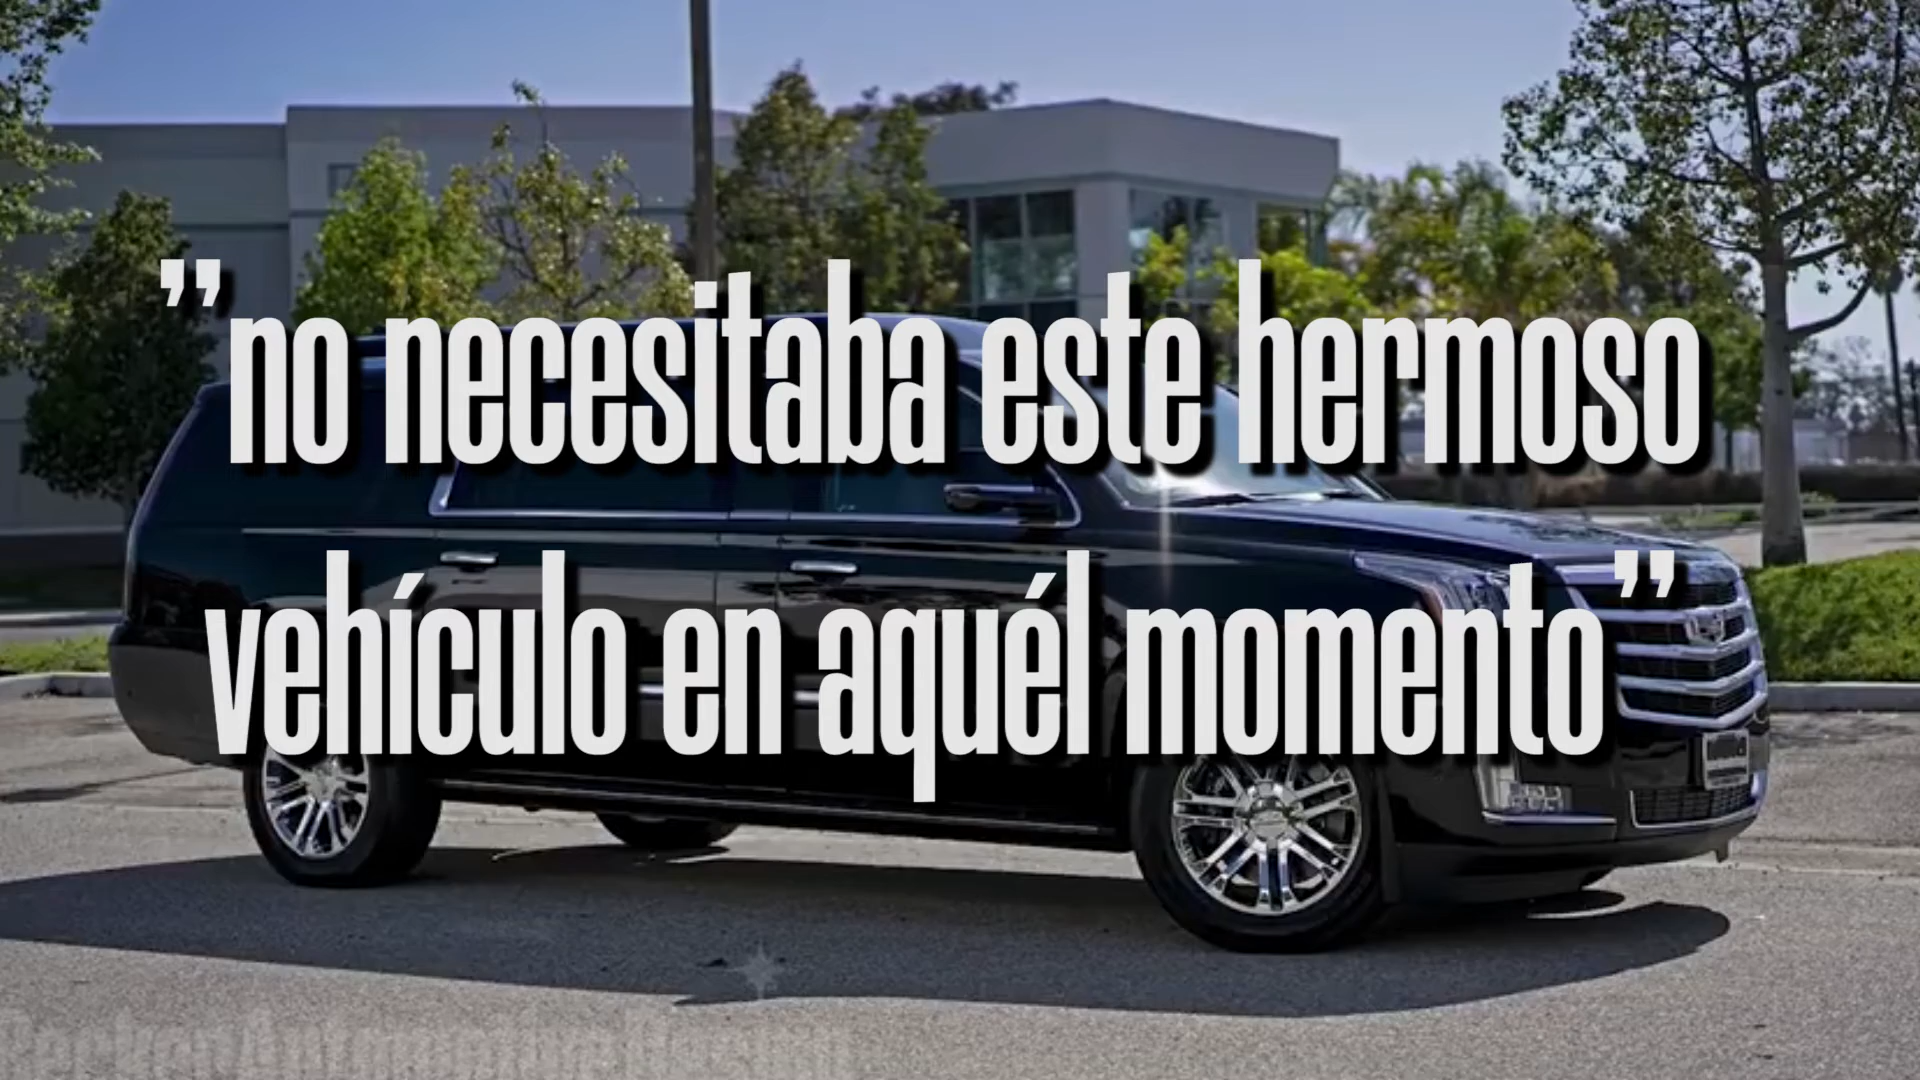 ”no necesitaba este hermoso
vehículo en aquél momento”